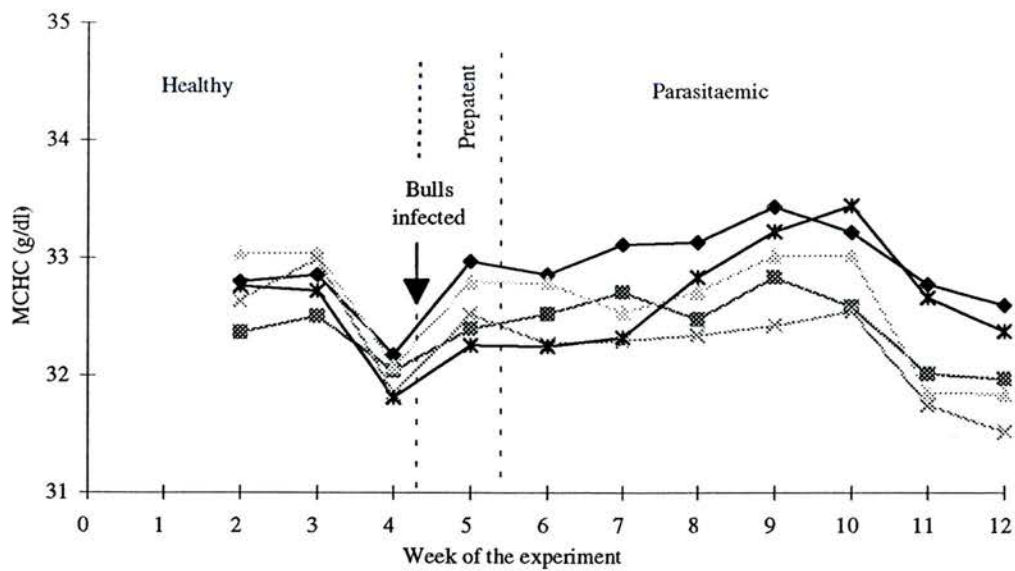 35
34
33
32
31
MCHC (g/dl)
Healthy
Prepatent
Parasitaemic
Bulls
infected
0 1 2 3 4 5 6 7 8 9 10 11 12
Week of the experiment